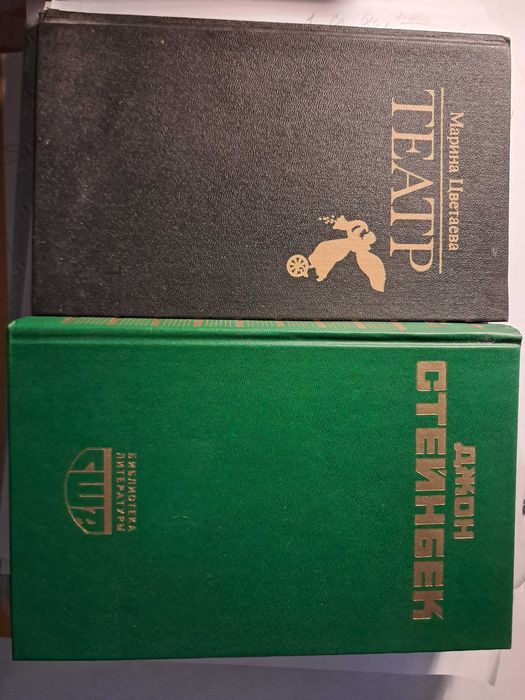 Марина Цветаева
ТЕАТР
ДЖОН
СТЕЙНБЕК
БИБЛИОТЕКА
ЛИТЕРАТУРЫ
США